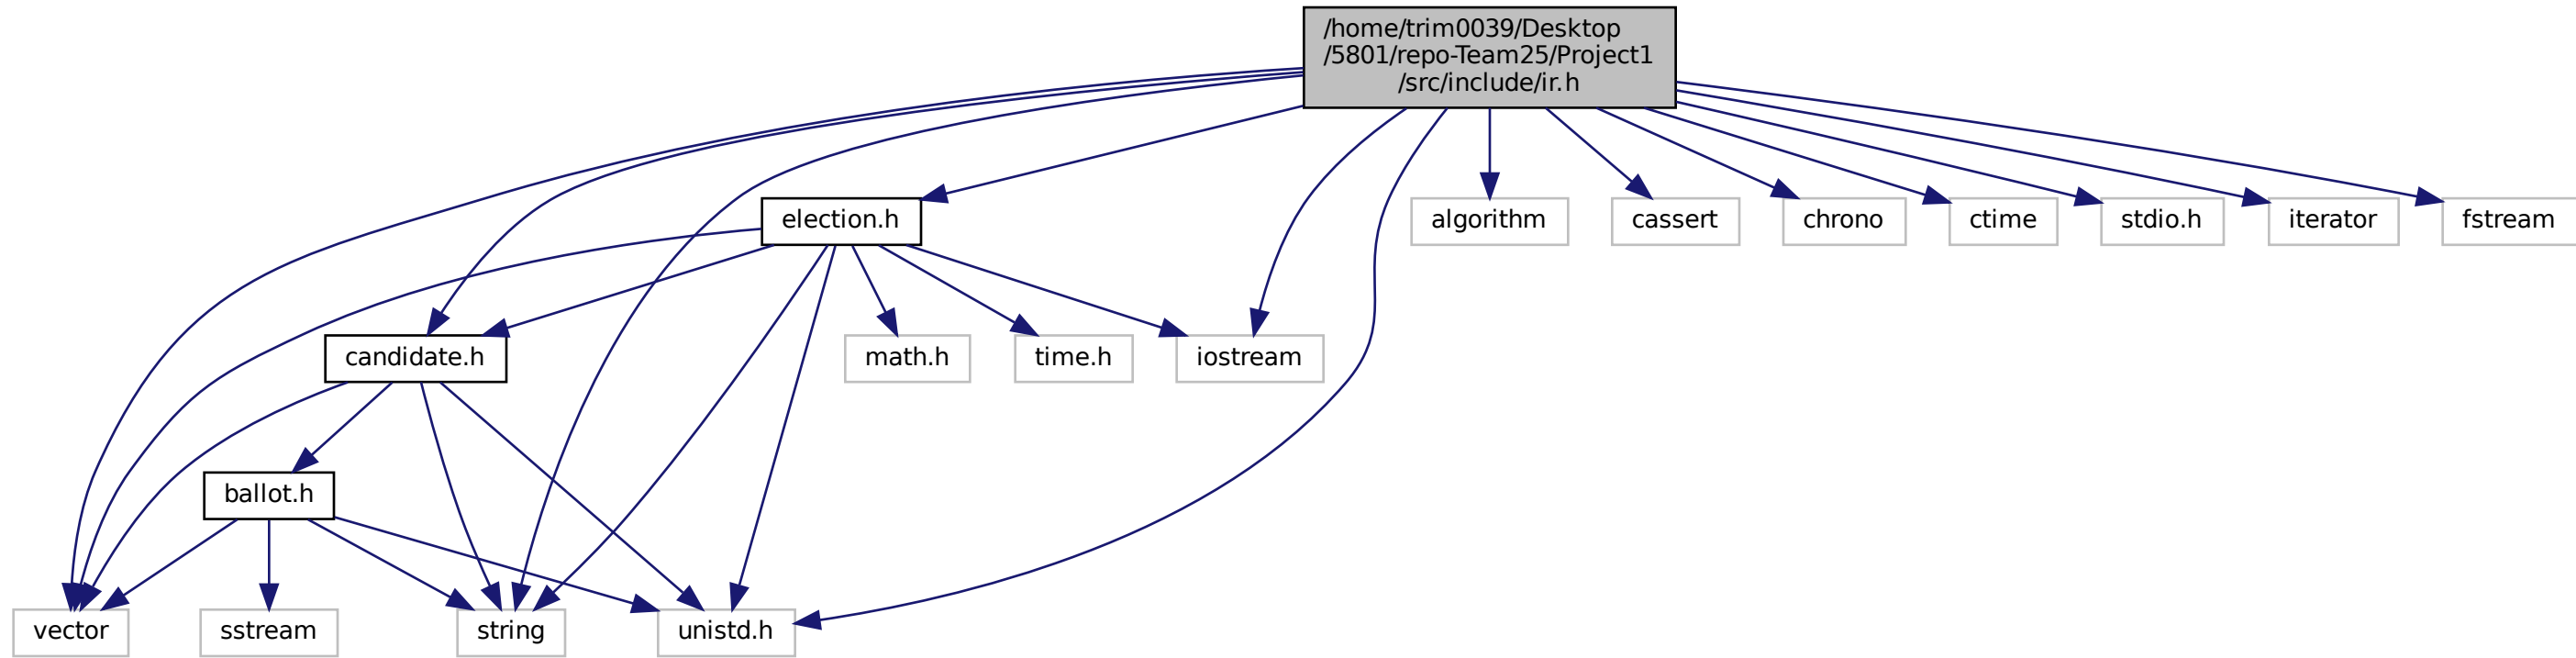 /home/trim0039/Desktop
/5801/repo-Team25/Project1
/src/include/ir.h
election.h
algorithm
cassert
chrono
ctime
stdio.h
iterator
fstream
candidate.h
math.h
time.h
iostream
ballot.h
vector
sstream
string
unistd.h